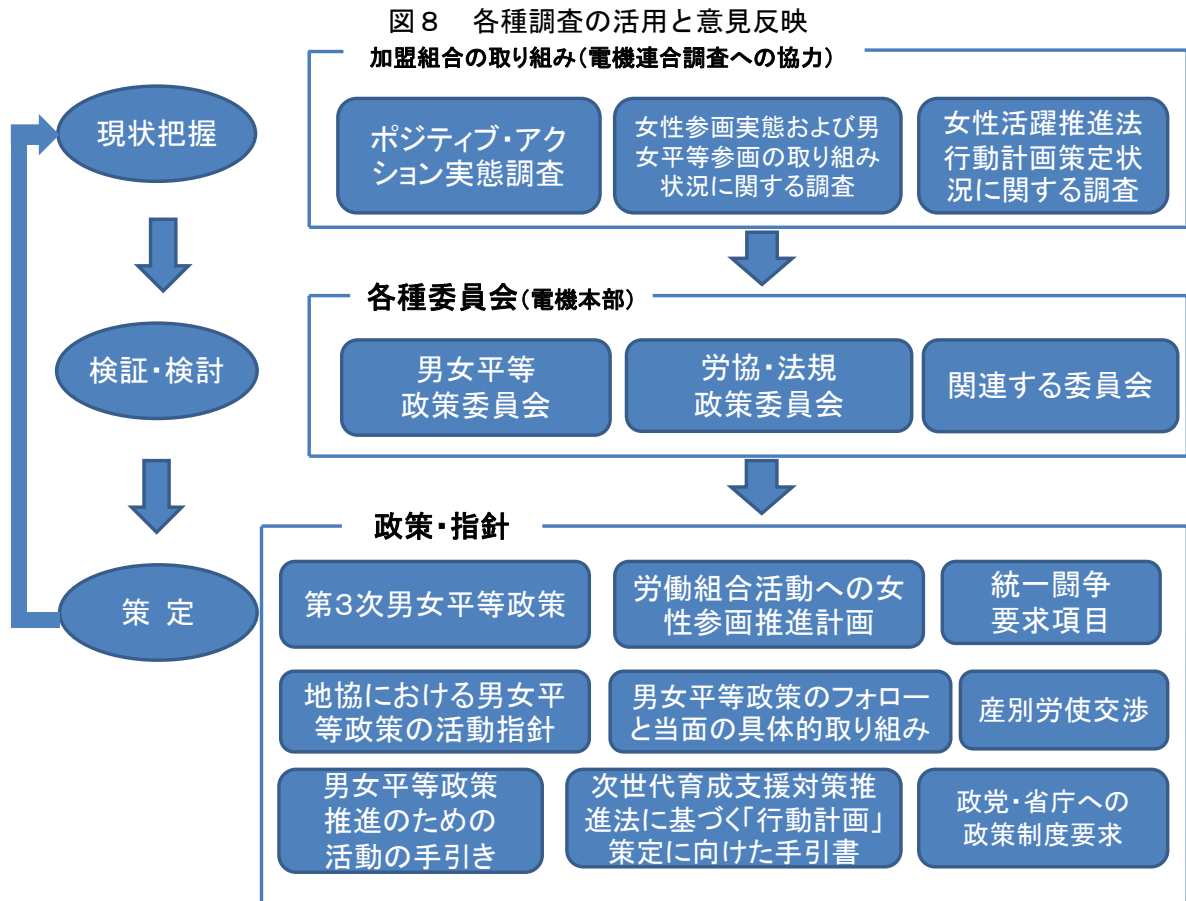 図8 各種調査の活用と意見反映
加盟組合の取り組み(電機連合調査への協力)
現状把握
ポジティブ・アク
ション実態調査
女性参画実態および男
女平等参画の取り組み
状況に関する調査
女性活躍推進法
行動計画策定状
況に関する調査
各種委員会(電機本部)
検証・検討
男女平等
政策委員会
労協・法規
政策委員会
関連する委員会
政策・指針
策 定
第3次男女平等政策
労働組合活動への女
性参画推進計画
統一闘争
要求項目
地協における男女平
等政策の活動指針
男女平等政策のフォロー
と当面の具体的取り組み
産別労使交渉
男女平等政策
推進のための
活動の手引き
次世代育成支援対策推
進法に基づく「行動計画」
策定に向けた手引書
政党・省庁への
政策制度要求